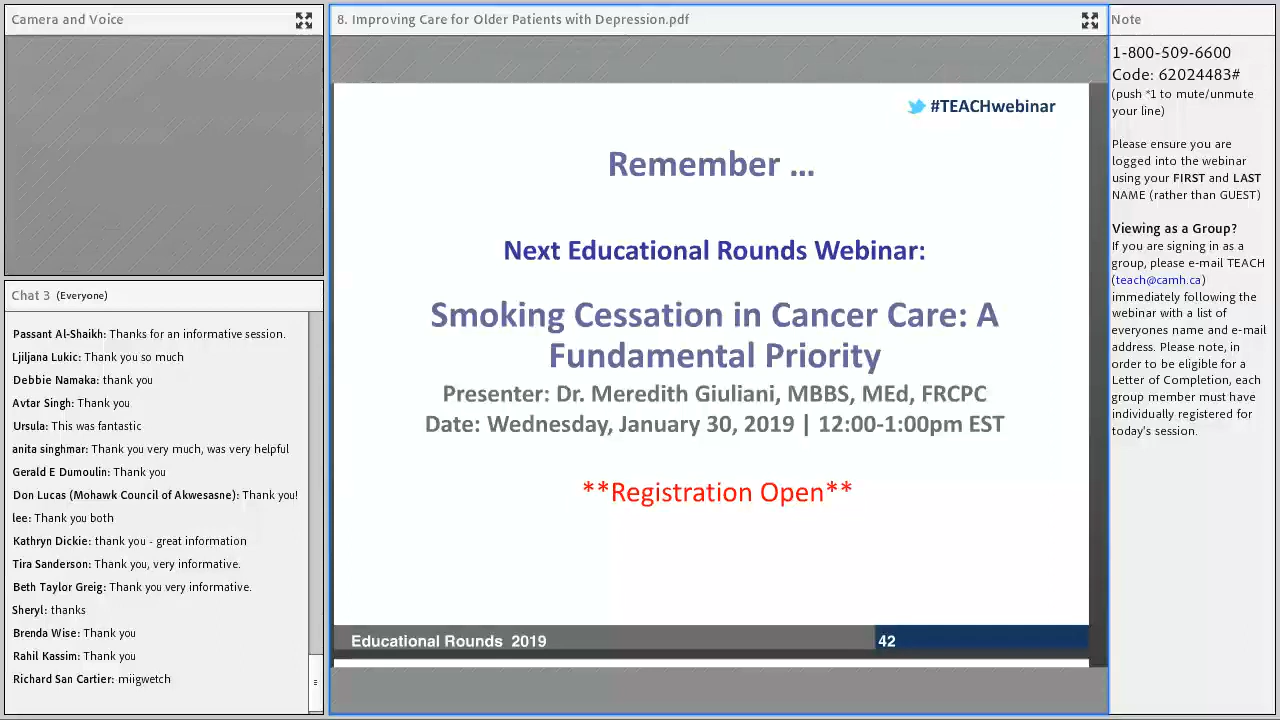 Camera and Voice
Chat 3 (Everyone)
Passant Al-Shaikh: Thanks for an informative session.
Ljiljana Lukic: Thank you so much
Debbie Namaka: thank you
Avtar Singh: Thank you
Ursula: This was fantastic
anita singhmar: Thank you very much, was very helpful
Gerald E Dumoulin: Thank you
Don Lucas (Mohawk Council of Akwesasne): Thank you!
lee: Thank you both
Kathryn Dickie: thank you - great information
Tira Sanderson: Thank you, very informative.
Beth Taylor Greig: Thank you very informative.
Sheryl: thanks
Brenda Wise: Thank you
Rahil Kassim: Thank you
Richard San Cartier: miigwetch
8. Improving Care for Older Patients with Depression.pdf
#TEACHwebinar
Remember ...
Next Educational Rounds Webinar:
Smoking Cessation in Cancer Care: A
Fundamental Priority
Presenter: Dr. Meredith Giuliani, MBBS, MEd, FRCPC
Date: Wednesday, January 30, 2019 | 12:00-1:00pm EST
**Registration Open**
Educational Rounds 2019
42
Note
1-800-509-6600
Code: 62024483#
(push *1 to mute/unmute
your line)
Please ensure you are
logged into the webinar
using your FIRST and LAST
NAME (rather than GUEST)
Viewing as a Group?
If you are signing in as a
group, please e-mail TEACH
(teach@camh.ca)
immediately following the
webinar with a list of
everyones name and e-mail
address. Please note, in
order to be eligible for a
Letter of Completion, each
group member must have
individually registered for
today's session.